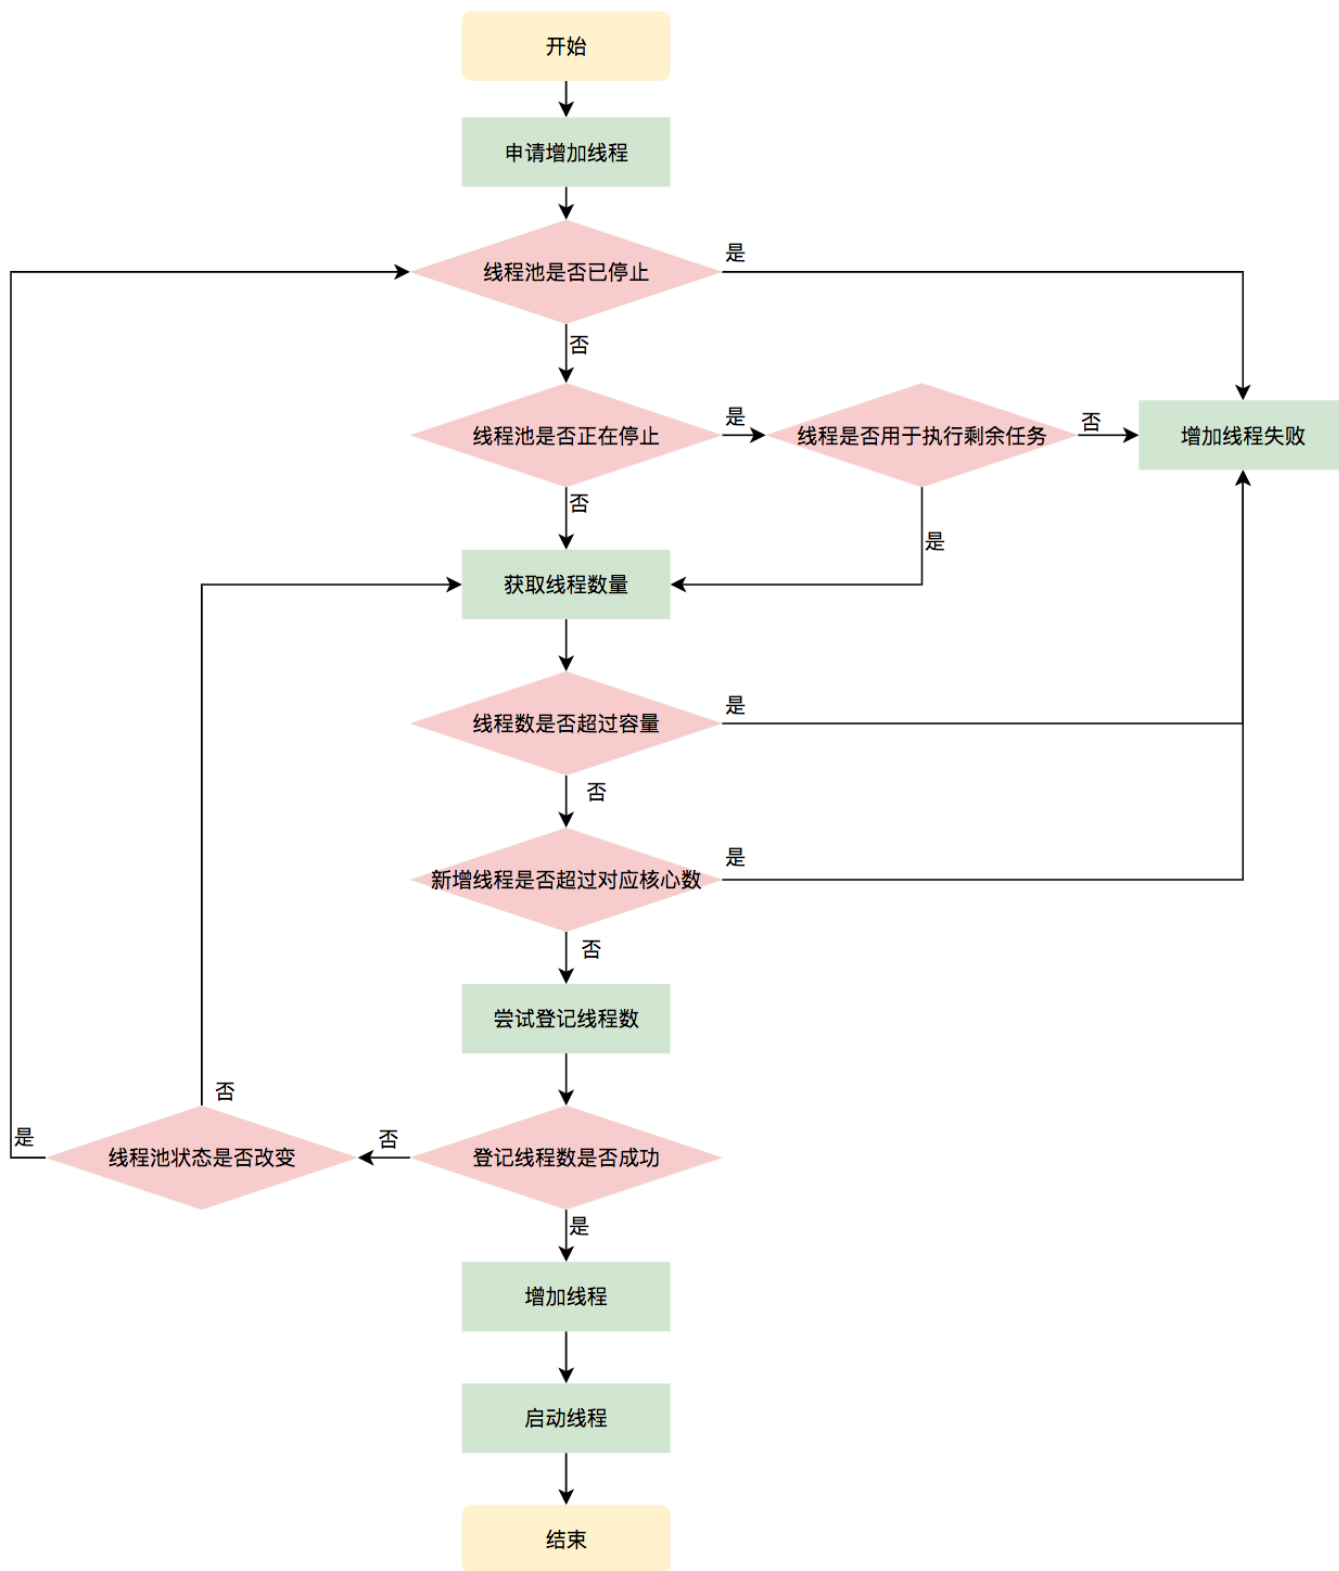 开始
申请增加线程
线程池是否已停止
是
否
线程池是否正在停止
是
线程是否用于执行剩余任务
否
增加线程失败
否
是
获取线程数量
线程数是否超过容量
是
否
新增线程是否超过对应核心数
是
否
尝试登记线程数
否
是
线程池状态是否改变
否
登记线程数是否成功
是
增加线程
启动线程
结束